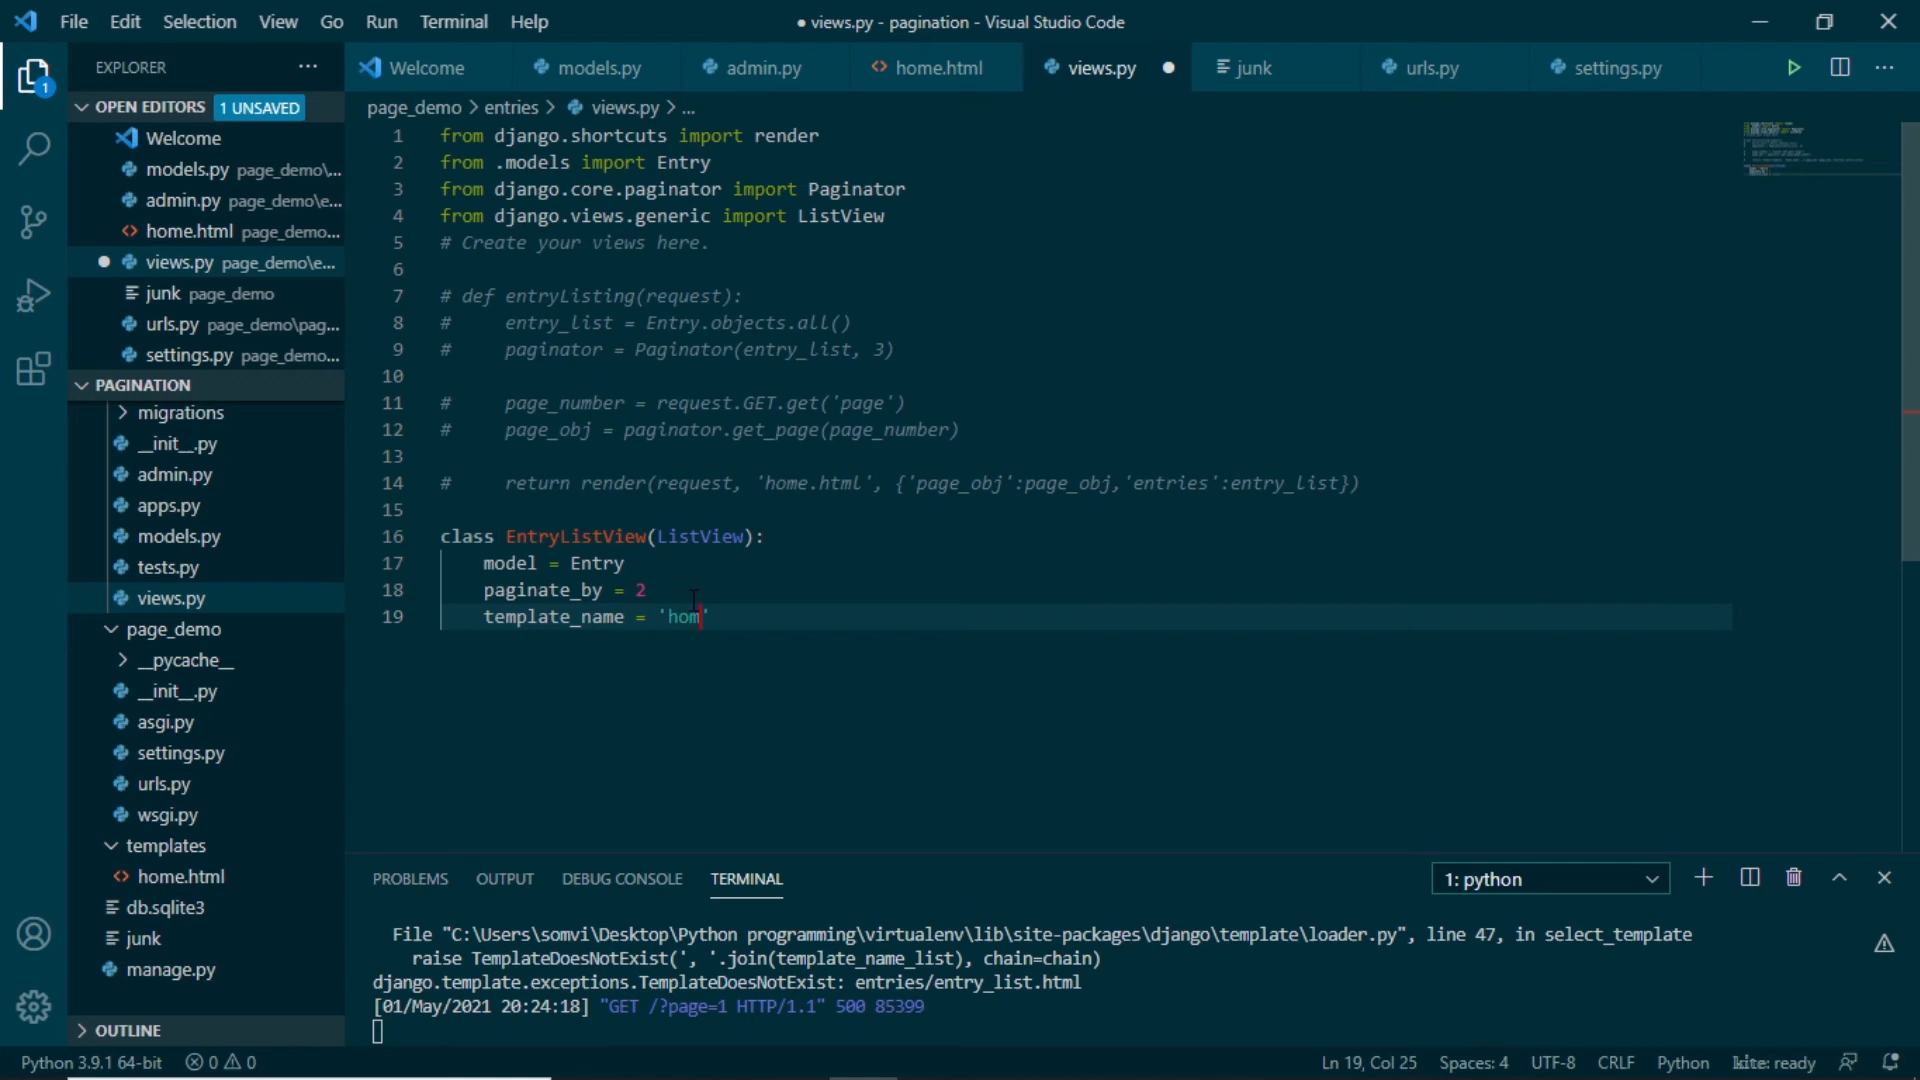 File Edit Selection View Go Run Terminal Help
● views.py - pagination - Visual Studio Code
EXPLORER
OPEN EDITORS 1 UNSAVED
Welcome
models.py page_demo\...
admin.py page_demo\e...
home.html page_demo...
views.py page_demo\e...
junk page_demo
urls.py page_demo\pag...
settings.py page_demo...
PAGINATION
migrations
__init__.py
admin.py
apps.py
models.py
tests.py
views.py
page_demo
__pycache__
__init__.py
asgi.py
settings.py
urls.py
wsgi.py
templates
home.html
db.sqlite3
junk
manage.py
OUTLINE
Welcome models.py admin.py home.html views.py junk urls.py settings.py
page_demo > entries > views.py > ...
1 from django.shortcuts import render
2 from .models import Entry
3 from django.core.paginator import Paginator
4 from django.views.generic import ListView
5 # Create your views here.
6
7 # def entryListing(request):
8 #     entry_list = Entry.objects.all()
9 #     paginator = Paginator(entry_list, 3)
10
11 #     page_number = request.GET.get('page')
12 #     page_obj = paginator.get_page(page_number)
13
14 #     return render(request, 'home.html', {'page_obj':page_obj,'entries':entry_list})
15
16 class EntryListView(ListView):
17     model = Entry
18     paginate_by = 2
19     template_name = 'hom'
PROBLEMS OUTPUT DEBUG CONSOLE TERMINAL
1: python
File "C:\Users\somvi\Desktop\Python programming\virtualenv\lib\site-packages\django\template\loader.py", line 47, in select_template
raise TemplateDoesNotExist(', '.join(template_name_list), chain=chain)
django.template.exceptions.TemplateDoesNotExist: entries/entry_list.html
[01/May/2021 20:24:18] "GET /?page=1 HTTP/1.1" 500 85399
Python 3.9.1 64-bit 0 0 Ln 19, Col 25 Spaces: 4 UTF-8 CRLF Python kite: ready